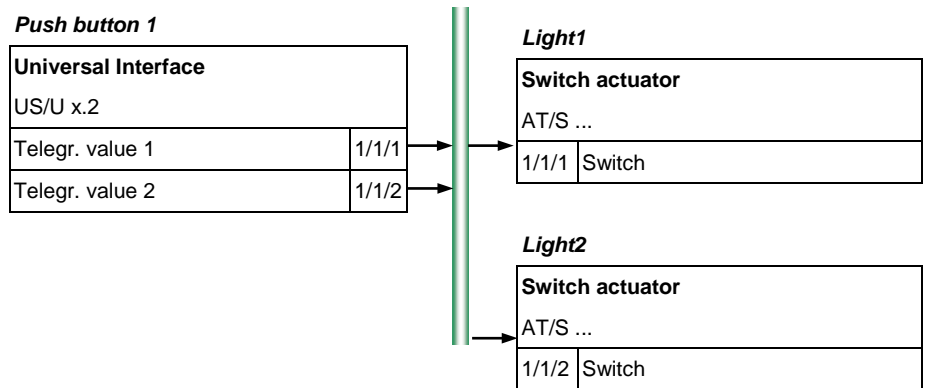 Push button 1
Universal Interface
US/U x.2
Telegr. value 1 1/1/1
Telegr. value 2 1/1/2
Light1
Switch actuator
AT/S ...
1/1/1 Switch
Light2
Switch actuator
AT/S ...
1/1/2 Switch